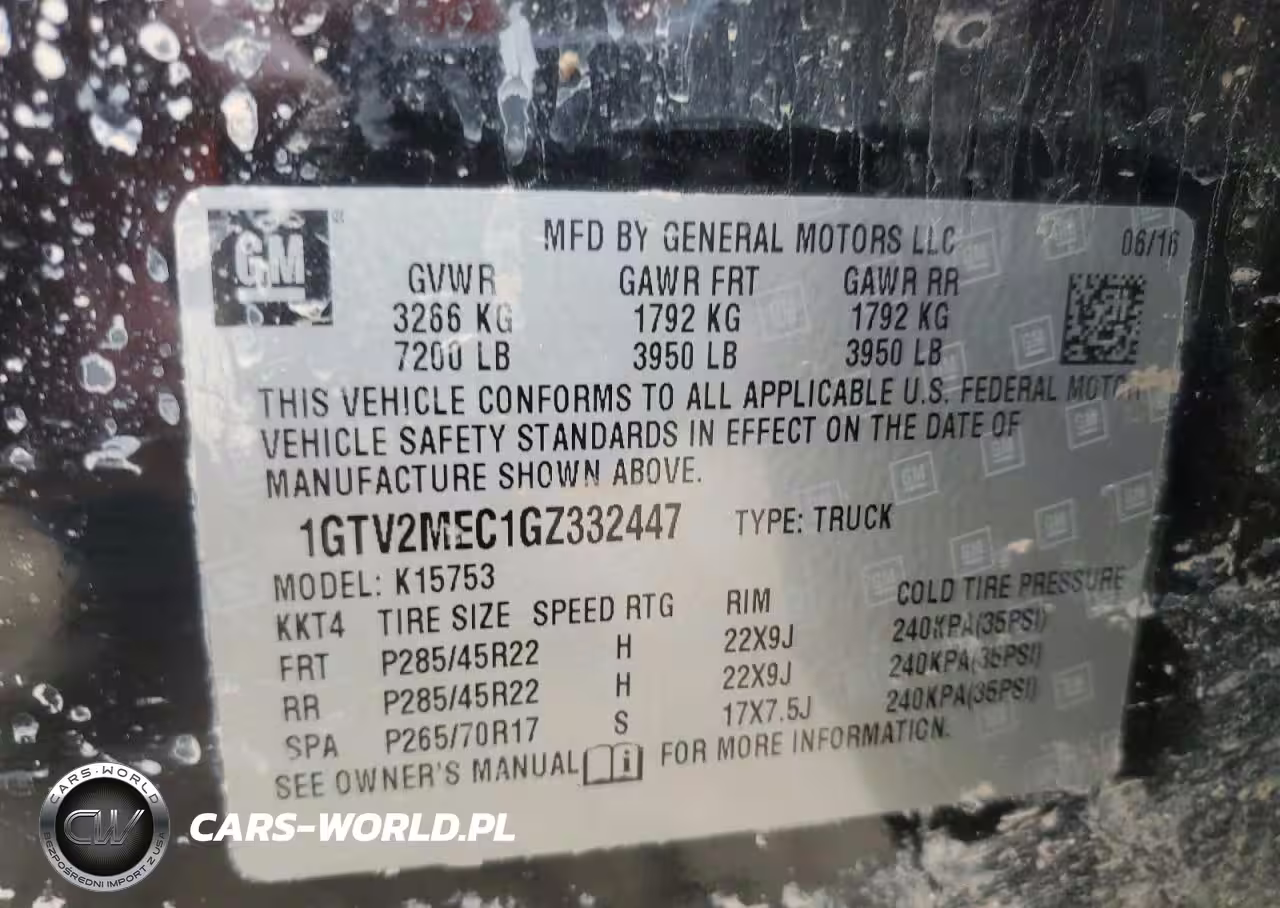 GM
MFD BY GENERAL MOTORS LLC 06/16
GVWR GAWR FRT GAWR RR
3266 KG 1792 KG 1792 KG
7200 LB 3950 LB 3950 LB
THIS VEHICLE CONFORMS TO ALL APPLICABLE U.S. FEDERAL MOTOR
VEHICLE SAFETY STANDARDS IN EFFECT ON THE DATE OF
MANUFACTURE SHOWN ABOVE.
1GTV2MEC1GZ332447 TYPE: TRUCK
MODEL: K15753
KKT4 TIRE SIZE SPEED RTG RIM COLD TIRE PRESSURE
FRT P285/45R22 H 22X9J 240KPA(35PSI)
RR P285/45R22 H 22X9J 240KPA(35PSI)
SPA P265/70R17 S 17X7.5J 240KPA(35PSI)
SEE OWNER'S MANUAL FOR MORE INFORMATION.
CARS-WORLD
CW
BEZPOŚREDNI IMPORT Z USA
CARS-WORLD.PL